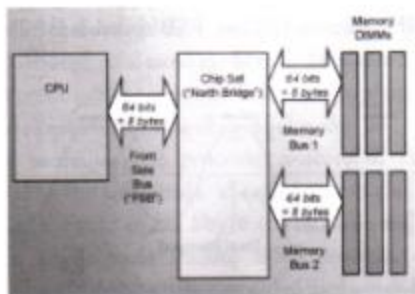 Memory
DIMMs
CPU
Chip Set
("North Bridge")
64 bits
= 8 bytes
64 bits
= 8 bytes
Front
Side
Bus
("FSB")
Memory
Bus 1
64 bits
= 8 bytes
Memory
Bus 2